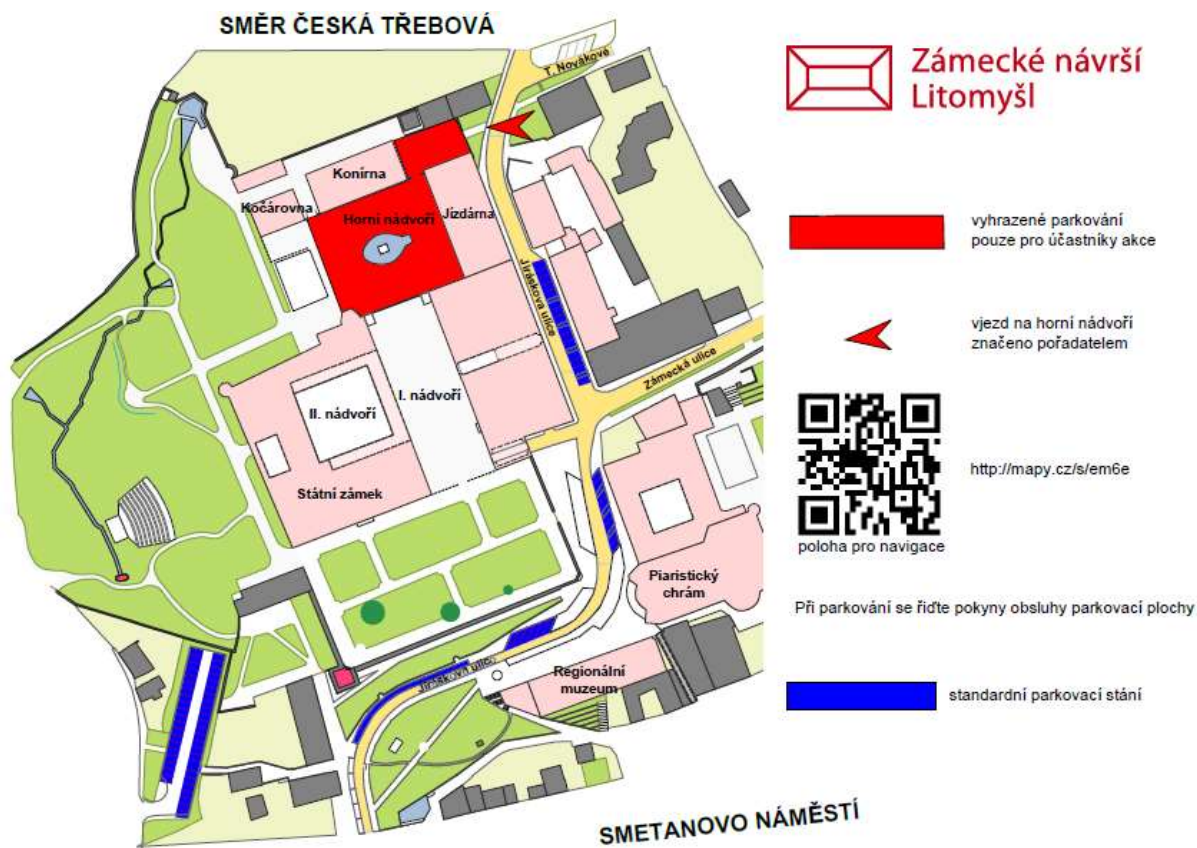 SMĚR ČESKÁ TŘEBOVÁ
T. Novákové
Konírna
Kočárovna
Horní nádvoří
Jízdárna
Jiráskova ulice
Zámecká ulice
I. nádvoří
II. nádvoří
Státní zámek
Piaristický
chrám
Jiráskova ulice
Regionální
muzeum
SMETANOVO NÁMĚSTÍ
Zámecké návrší
Litomyšl
vyhrazené parkování
pouze pro účastníky akce
vjezd na horní nádvoří
značeno pořadatelem
http://mapy.cz/s/em6e
poloha pro navigace
Při parkování se řiďte pokyny obsluhy parkovací plochy
standardní parkovací stání